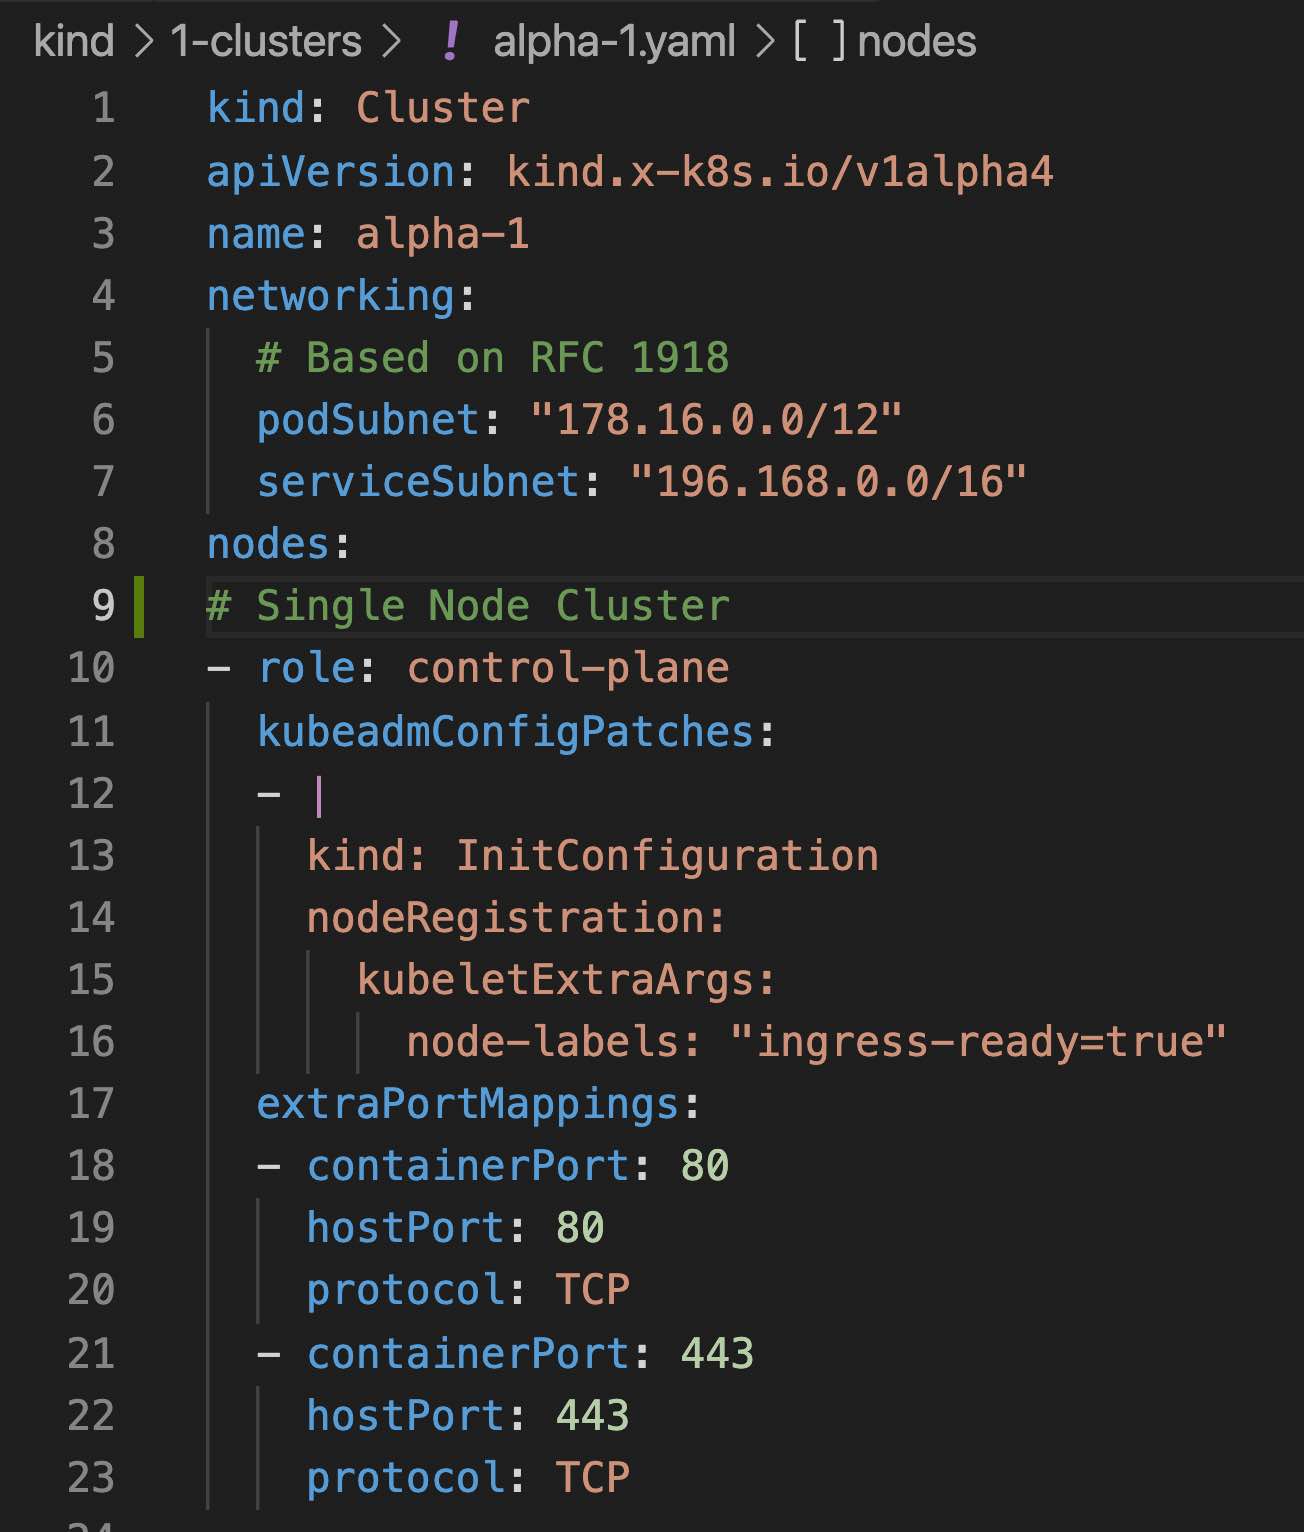 kind > 1-clusters > ! alpha-1.yaml > [ ] nodes
1 kind: Cluster
2 apiVersion: kind.x-k8s.io/v1alpha4
3 name: alpha-1
4 networking:
5 # Based on RFC 1918
6 podSubnet: "178.16.0.0/12"
7 serviceSubnet: "196.168.0.0/16"
8 nodes:
9 # Single Node Cluster
10 - role: control-plane
11 kubeadmConfigPatches:
12 - |
13 kind: InitConfiguration
14 nodeRegistration:
15 kubeletExtraArgs:
16 node-labels: "ingress-ready=true"
17 extraPortMappings:
18 - containerPort: 80
19 hostPort: 80
20 protocol: TCP
21 - containerPort: 443
22 hostPort: 443
23 protocol: TCP
24